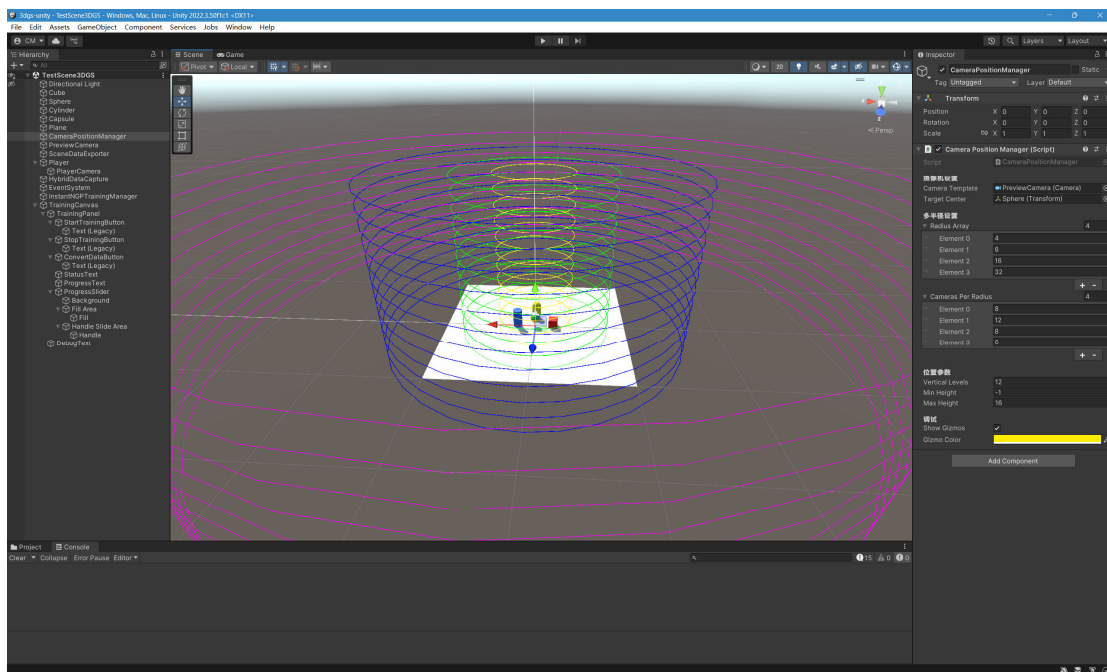 3dgs-unity - TestScene3DGS - Windows, Mac, Linux - Unity 2022.3.50f1c1 <DX11>
File Edit Assets GameObject Component Services Jobs Window Help
CM Layers Layout
Hierarchy
All
TestScene3DGS
Directional Light
Cube
Sphere
Cylinder
Capsule
Plane
CameraPositionManager
PreviewCamera
SceneDataExporter
Player
PlayerCamera
HybridDataCapture
EventSystem
InstantNGPTrainingManager
TrainingCanvas
TrainingPanel
StartTrainingButton
Text (Legacy)
StopTrainingButton
Text (Legacy)
ConvertDataButton
Text (Legacy)
StatusText
ProgressText
ProgressSlider
Background
Fill Area
Fill
Handle Slide Area
Handle
DebugText
Scene Game
Pivot Local 2D
x y z
Persp
Inspector
CameraPositionManager Static
Tag Untagged Layer Default
Transform
Position X 0 Y 0 Z 0
Rotation X 0 Y 0 Z 0
Scale X 1 Y 1 Z 1
Camera Position Manager (Script)
Script CameraPositionManager
摄像机设置
Camera Template PreviewCamera (Camera)
Target Center Sphere (Transform)
多半径设置
Radius Array 4
Element 0 4
Element 1 8
Element 2 16
Element 3 32
+ -
Cameras Per Radius 4
Element 0 8
Element 1 12
Element 2 8
Element 3 6
+ -
位置参数
Vertical Levels 12
Min Height -1
Max Height 16
调试
Show Gizmos
Gizmo Color
Add Component
Project Console
Clear Collapse Error Pause Editor 15 0 0